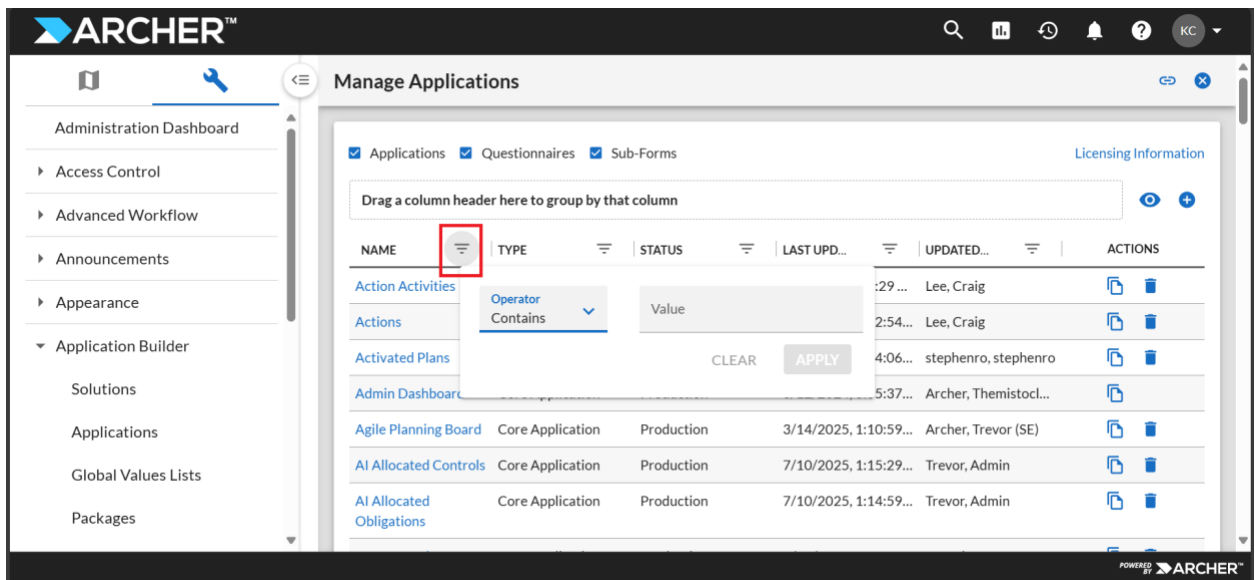 ARCHER™
KC
Manage Applications
Administration Dashboard
Access Control
Advanced Workflow
Announcements
Appearance
Application Builder
Solutions
Applications
Global Values Lists
Packages
Applications Questionnaires Sub-Forms Licensing Information
Drag a column header here to group by that column
NAME TYPE STATUS LAST UPD... UPDATED... ACTIONS
Action Activities :29 ... Lee, Craig
Operator
Contains
Value
CLEAR APPLY
Actions 2:54... Lee, Craig
Activated Plans 4:06... stephenro, stephenro
Admin Dashboard 5:37... Archer, Themistocl...
Agile Planning Board Core Application Production 3/14/2025, 1:10:59... Archer, Trevor (SE)
AI Allocated Controls Core Application Production 7/10/2025, 1:15:29... Trevor, Admin
AI Allocated Core Application Production 7/10/2025, 1:14:59... Trevor, Admin
Obligations
POWERED BY ARCHER™